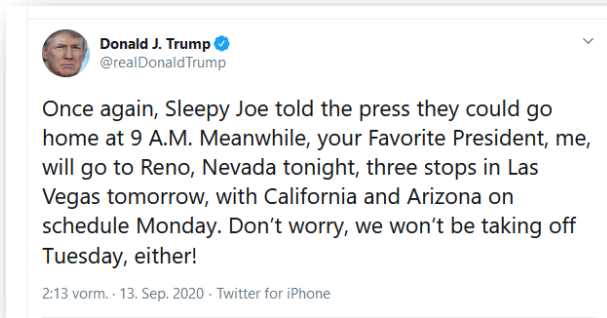 Donald J. Trump
@realDonaldTrump
Once again, Sleepy Joe told the press they could go
home at 9 A.M. Meanwhile, your Favorite President, me,
will go to Reno, Nevada tonight, three stops in Las
Vegas tomorrow, with California and Arizona on
schedule Monday. Don’t worry, we won’t be taking off
Tuesday, either!
2:13 vorm. · 13. Sep. 2020 · Twitter for iPhone